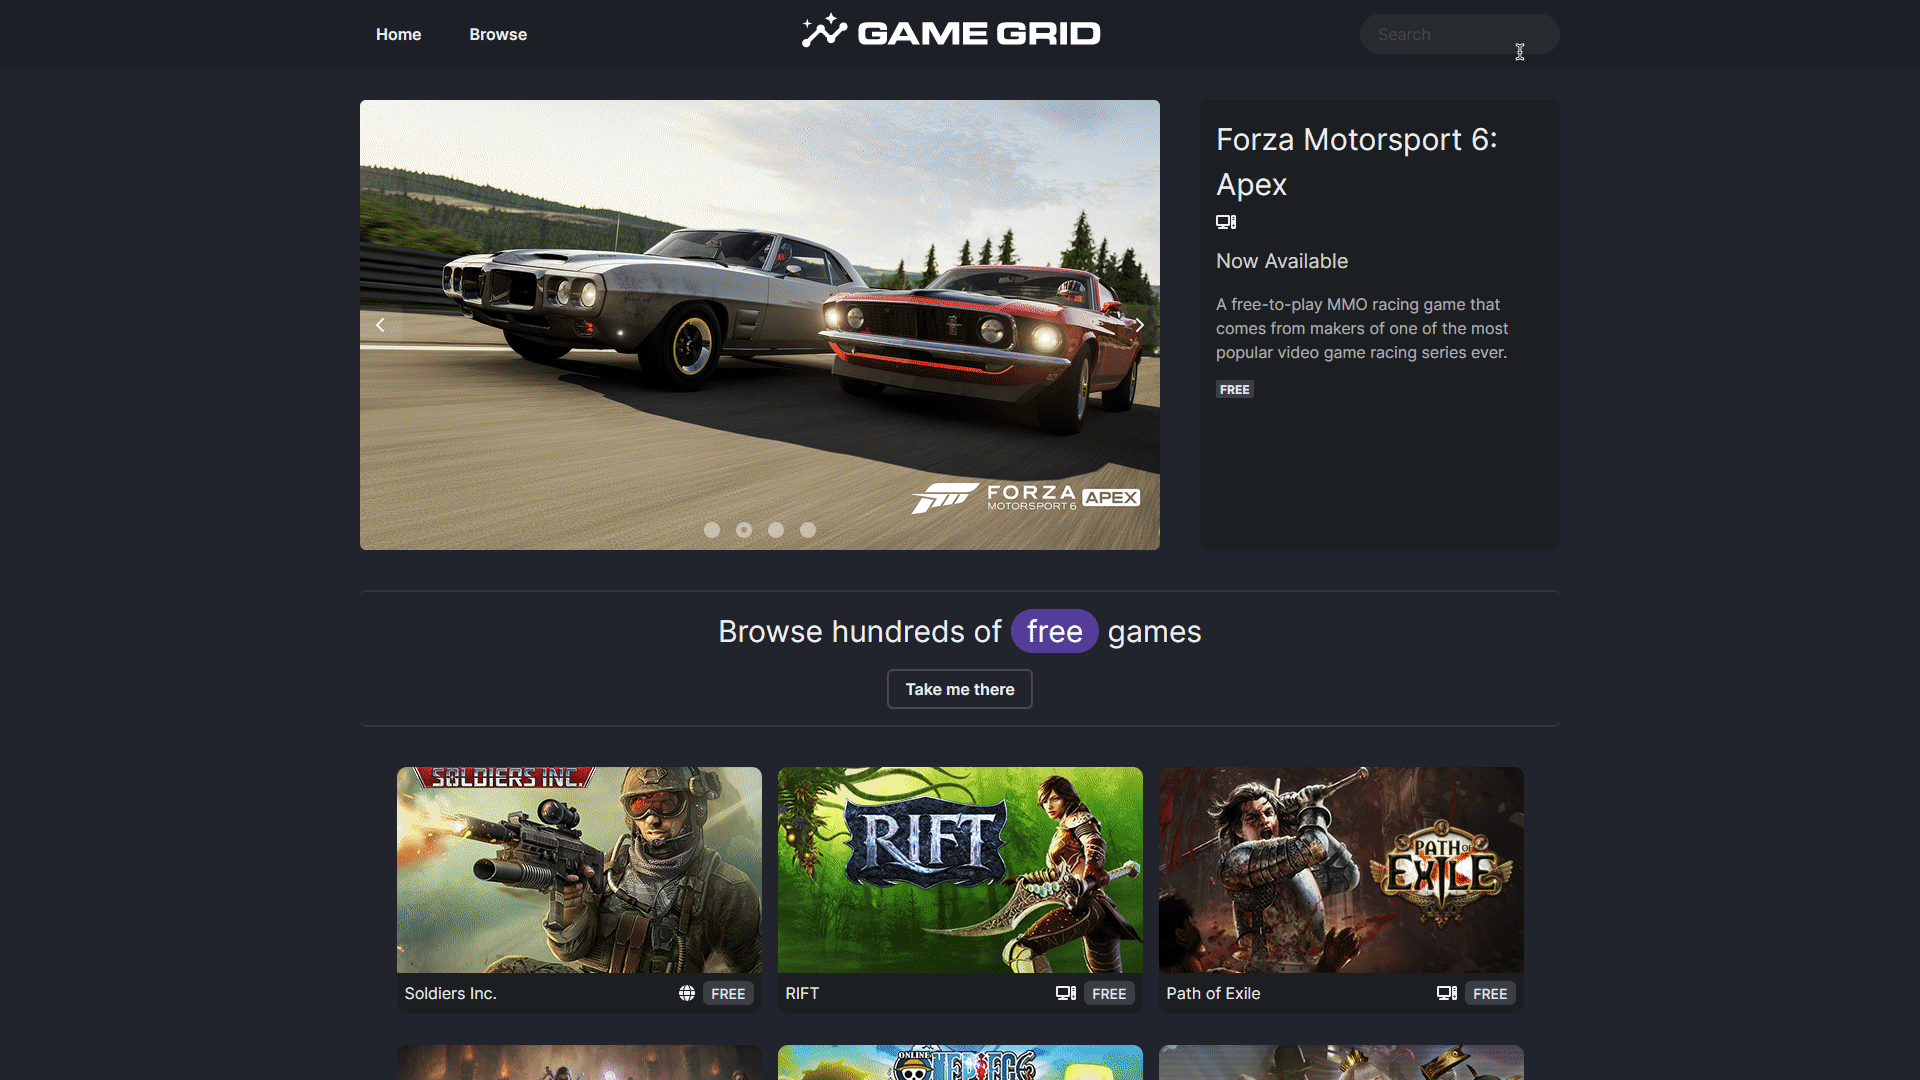 Home
Browse
GAME GRID
Search
Forza Motorsport 6:
Apex
Now Available
A free-to-play MMO racing game that
comes from makers of one of the most
popular video game racing series ever.
FREE
FORZA
MOTORSPORT 6
APEX
Browse hundreds of free games
Take me there
SOLDIERS INC.
RIFT
PATH OF
EXILE
Soldiers Inc.
FREE
RIFT
FREE
Path of Exile
FREE
ONLINE
ONE PIECE